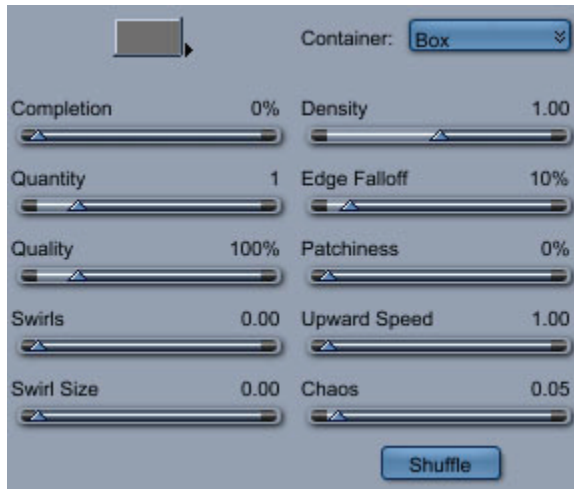 Container: Box
Completion 0% Density 1.00
Quantity 1 Edge Falloff 10%
Quality 100% Patchiness 0%
Swirls 0.00 Upward Speed 1.00
Swirl Size 0.00 Chaos 0.05
Shuffle